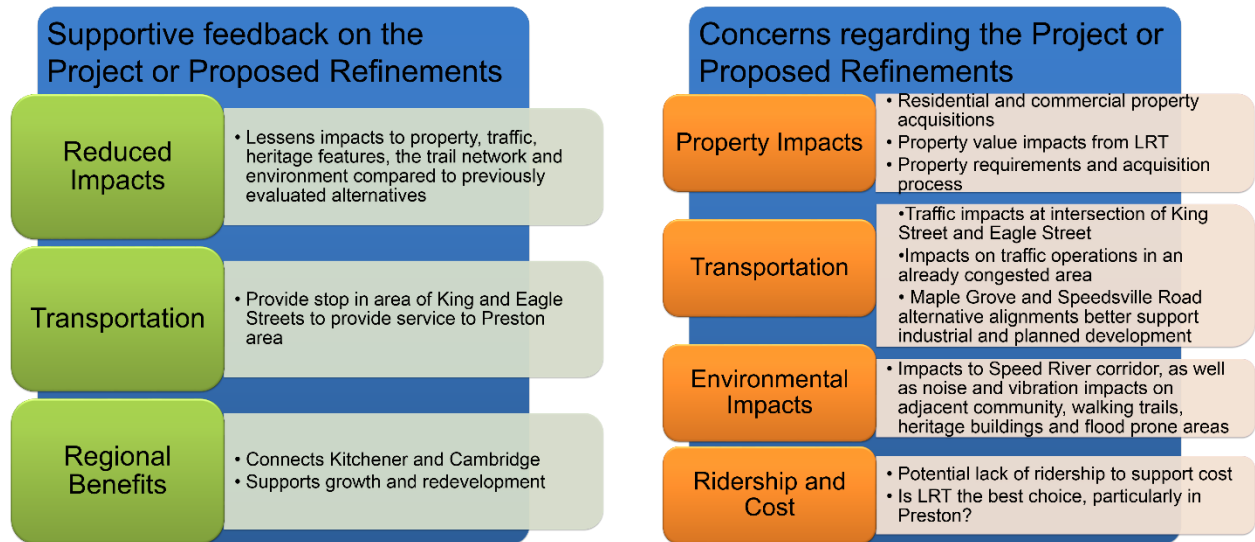 Supportive feedback on the
Project or Proposed Refinements
Reduced
Impacts
• Lessens impacts to property, traffic,
heritage features, the trail network and
environment compared to previously
evaluated alternatives
Transportation
• Provide stop in area of King and Eagle
Streets to provide service to Preston
area
Regional
Benefits
• Connects Kitchener and Cambridge
• Supports growth and redevelopment
Concerns regarding the Project or
Proposed Refinements
Property Impacts
• Residential and commercial property
acquisitions
• Property value impacts from LRT
• Property requirements and acquisition
process
Transportation
•Traffic impacts at intersection of King
Street and Eagle Street
•Impacts on traffic operations in an
already congested area
• Maple Grove and Speedsville Road
alternative alignments better support
industrial and planned development
Environmental
Impacts
• Impacts to Speed River corridor, as well
as noise and vibration impacts on
adjacent community, walking trails,
heritage buildings and flood prone areas
Ridership and
Cost
• Potential lack of ridership to support cost
• Is LRT the best choice, particularly in
Preston?